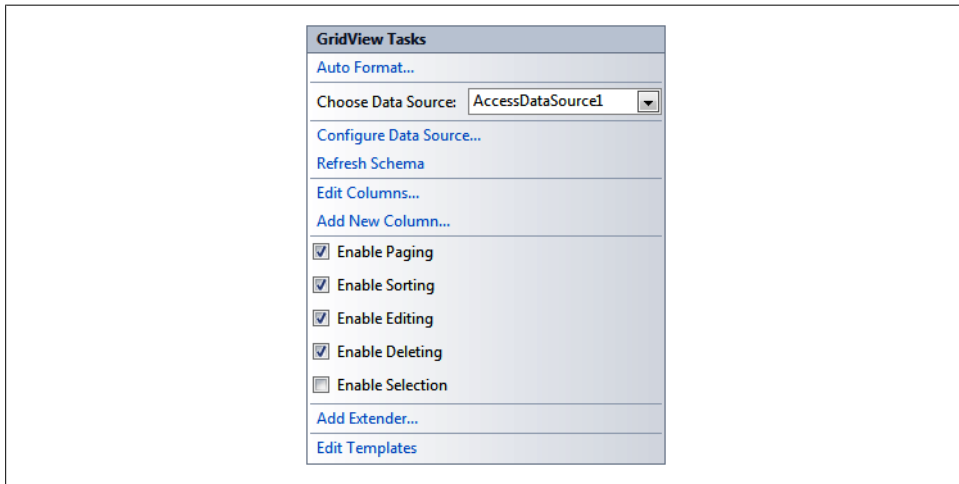 GridView Tasks
Auto Format...
Choose Data Source: AccessDataSource1
Configure Data Source...
Refresh Schema
Edit Columns...
Add New Column...
Enable Paging
Enable Sorting
Enable Editing
Enable Deleting
Enable Selection
Add Extender...
Edit Templates